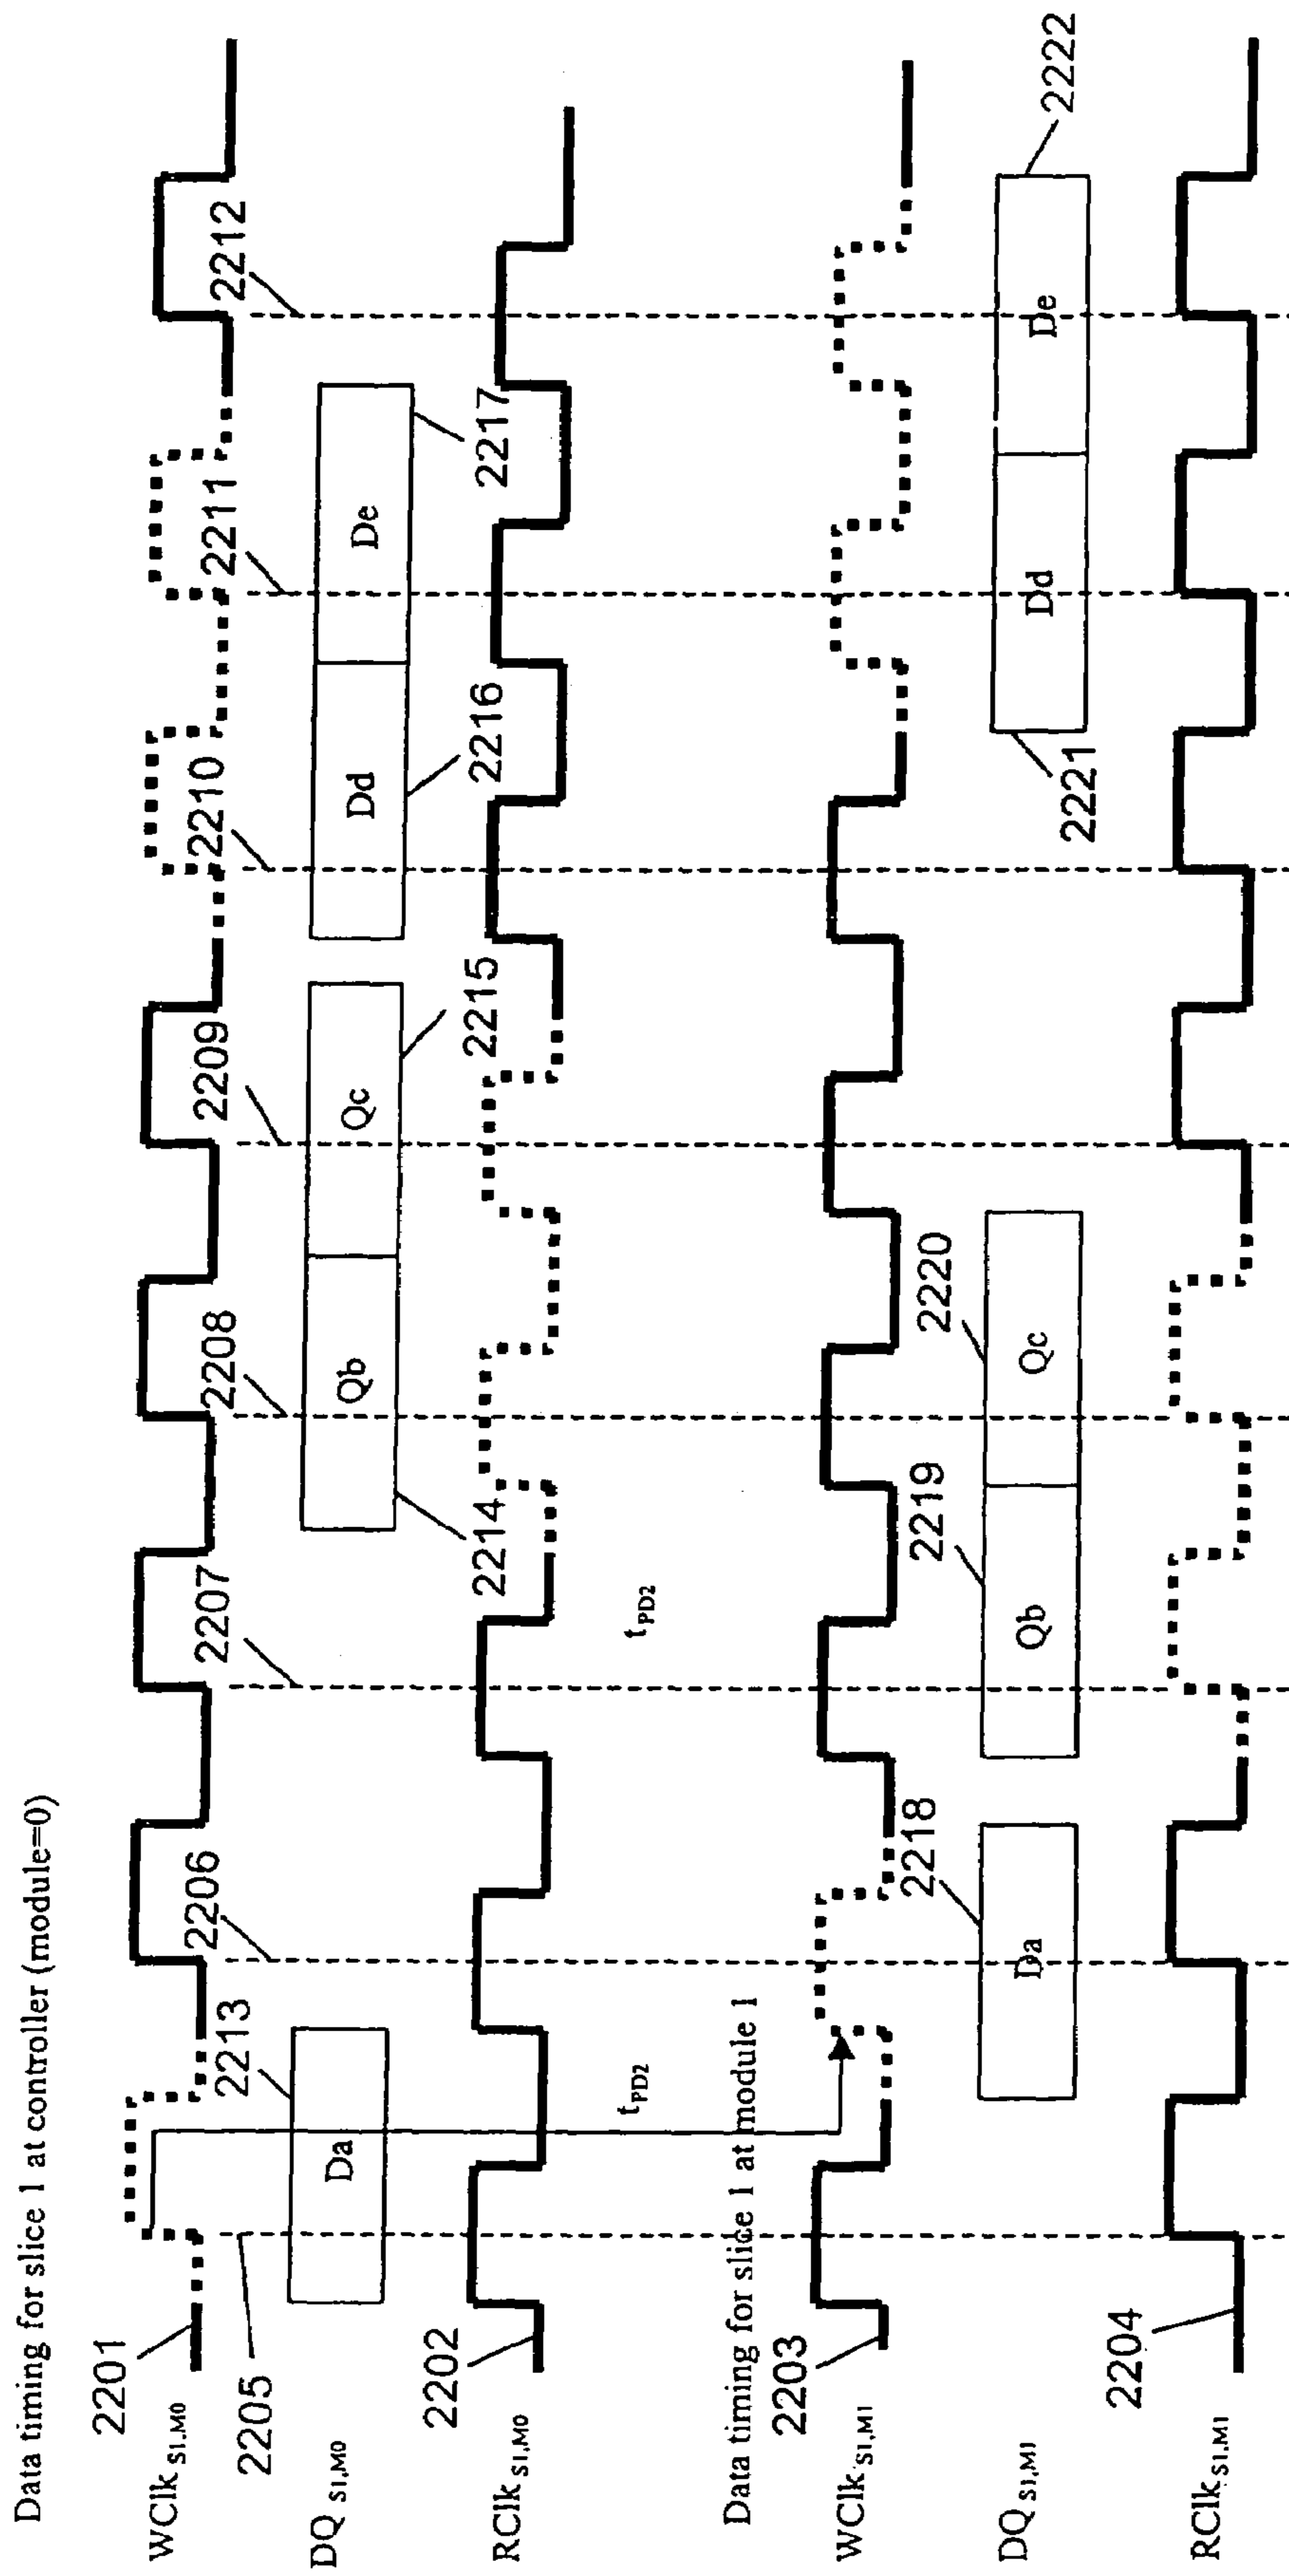 Data timing for slice 1 at controller (module=0)
2201
WClk S1,M0
2205
2206
2207
2208
2209
2210
2211
2212
DQ S1,M0
Da
2213
Qb
Qc
Dd
De
2214
2215
2216
2217
2202
RClk S1,M0
tPD2
tPD2
Data timing for slice 1 at module 1
2203
WClk S1,M1
2218
2219
2220
DQ S1,M1
Da
Qb
Qc
Dd
De
2221
2222
2204
RClk S1,M1